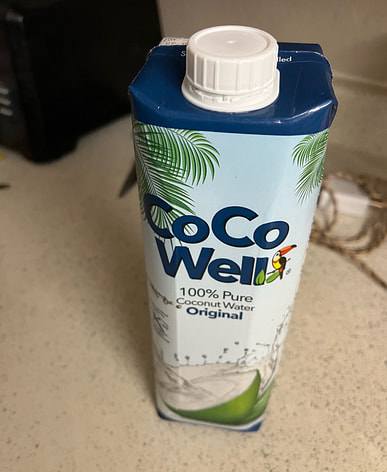 CoCo
Well
100% Pure
Coconut Water
Original